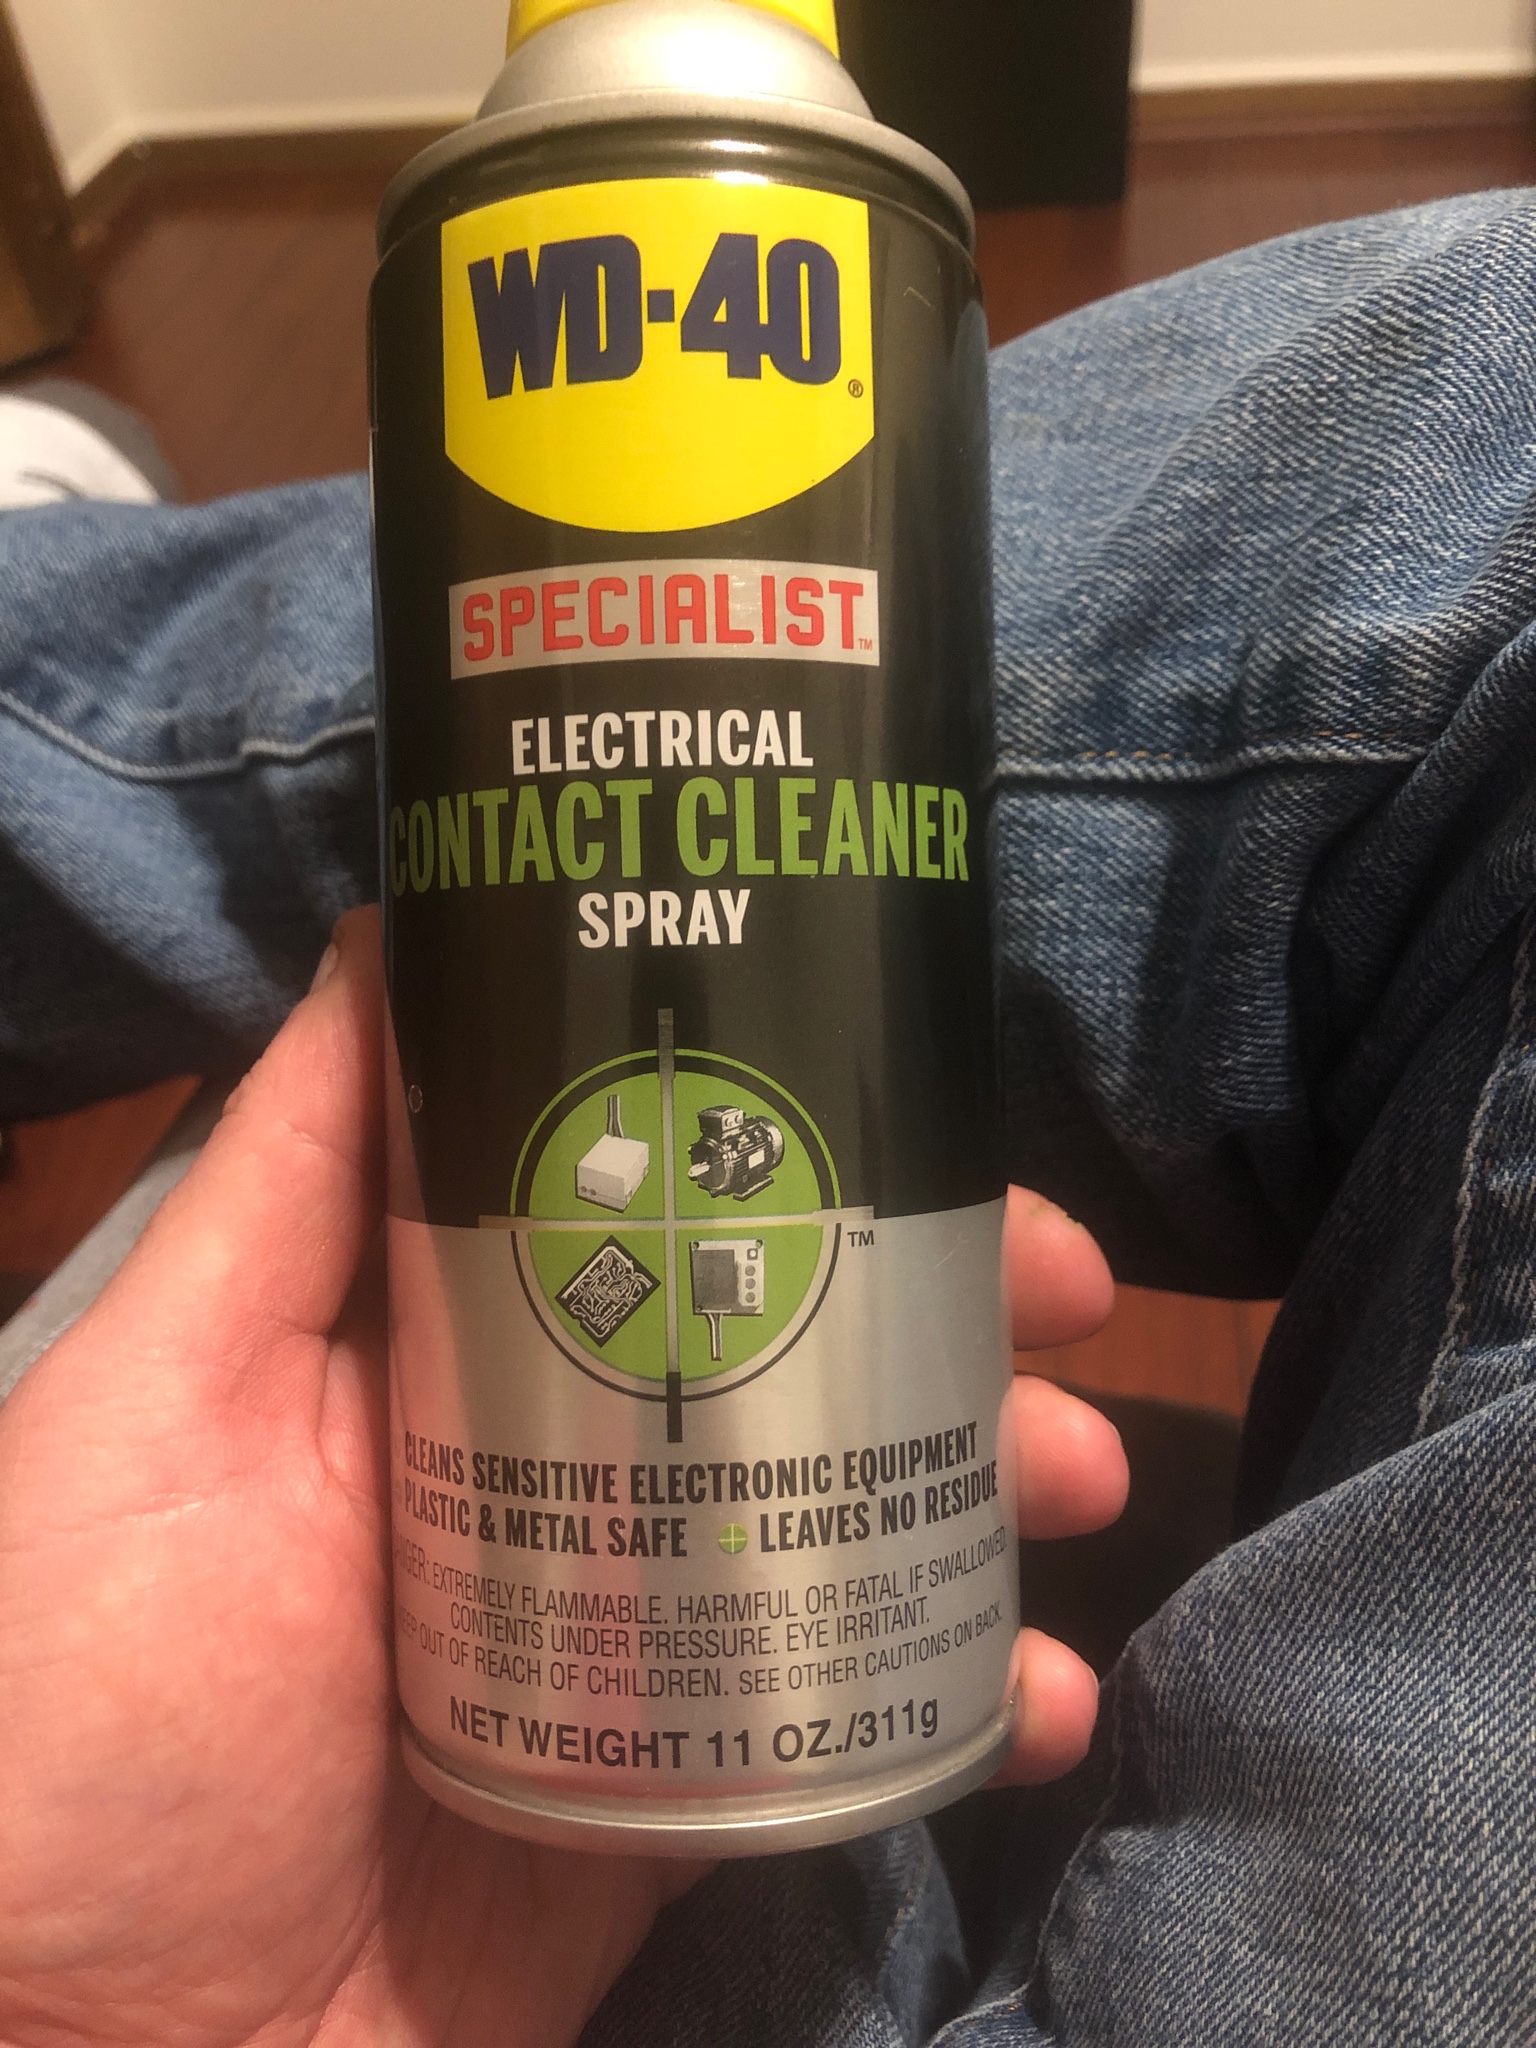 WD-40®
SPECIALIST™
ELECTRICAL
CONTACT CLEANER
SPRAY
™
CLEANS SENSITIVE ELECTRONIC EQUIPMENT
PLASTIC & METAL SAFE LEAVES NO RESIDUE
EXTREMELY FLAMMABLE. HARMFUL OR FATAL IF SWALLOWED.
CONTENTS UNDER PRESSURE. EYE IRRITANT.
OUT OF REACH OF CHILDREN. SEE OTHER CAUTIONS ON BACK.
NET WEIGHT 11 OZ./311g